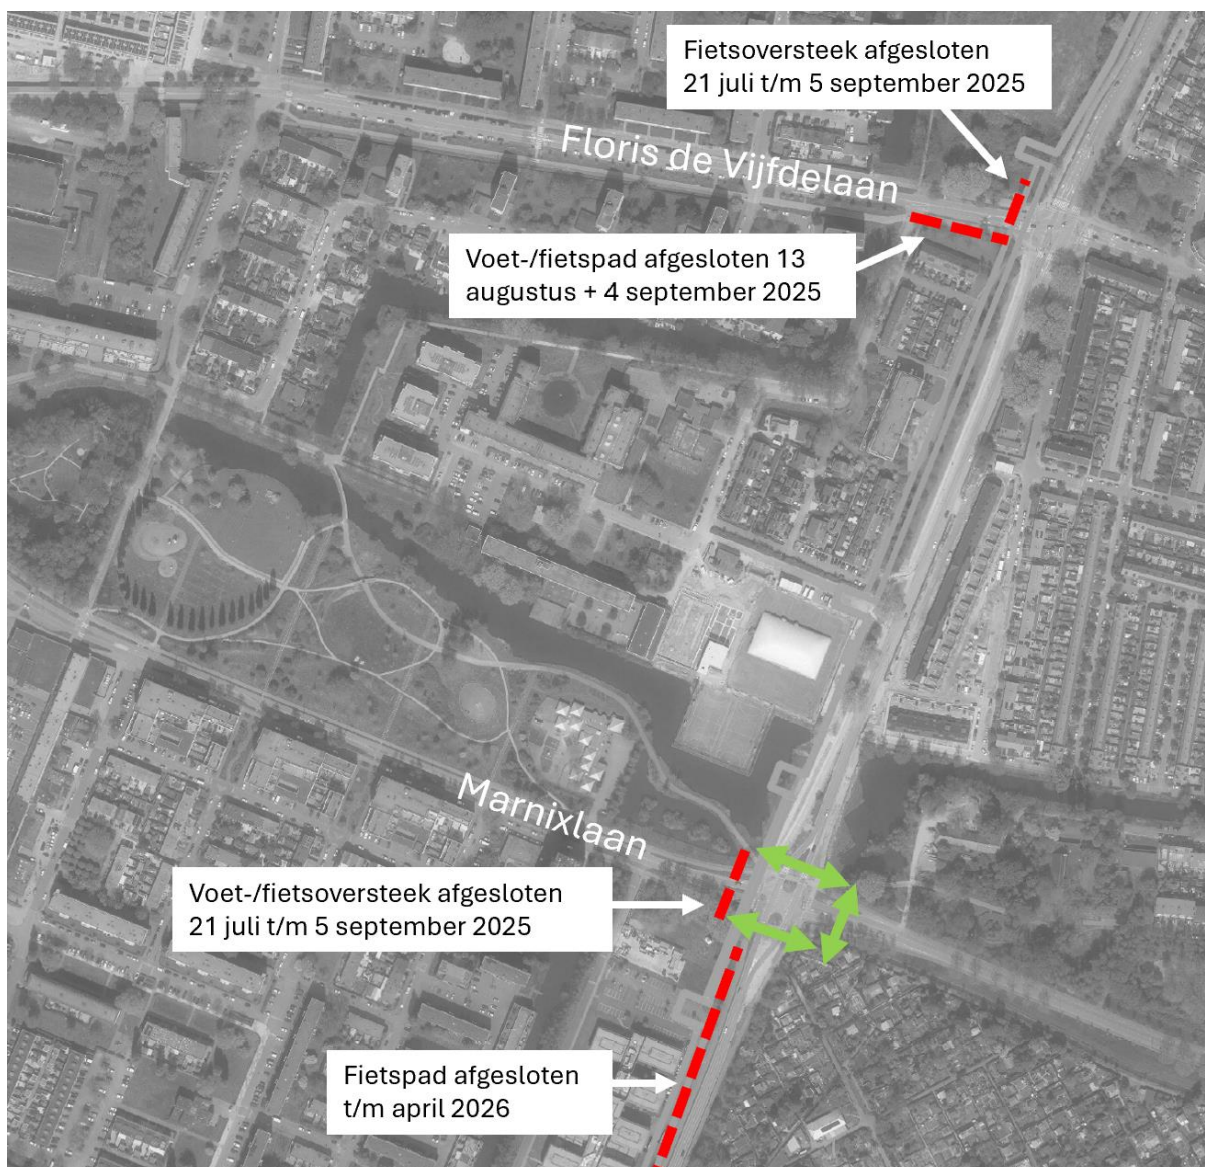 Fietsoversteek afgesloten
21 juli t/m 5 september 2025
Floris de Vijfdelaan
Voet-/fietspad afgesloten 13
augustus + 4 september 2025
Marnixlaan
Voet-/fietsoversteek afgesloten
21 juli t/m 5 september 2025
Fietspad afgesloten
t/m april 2026